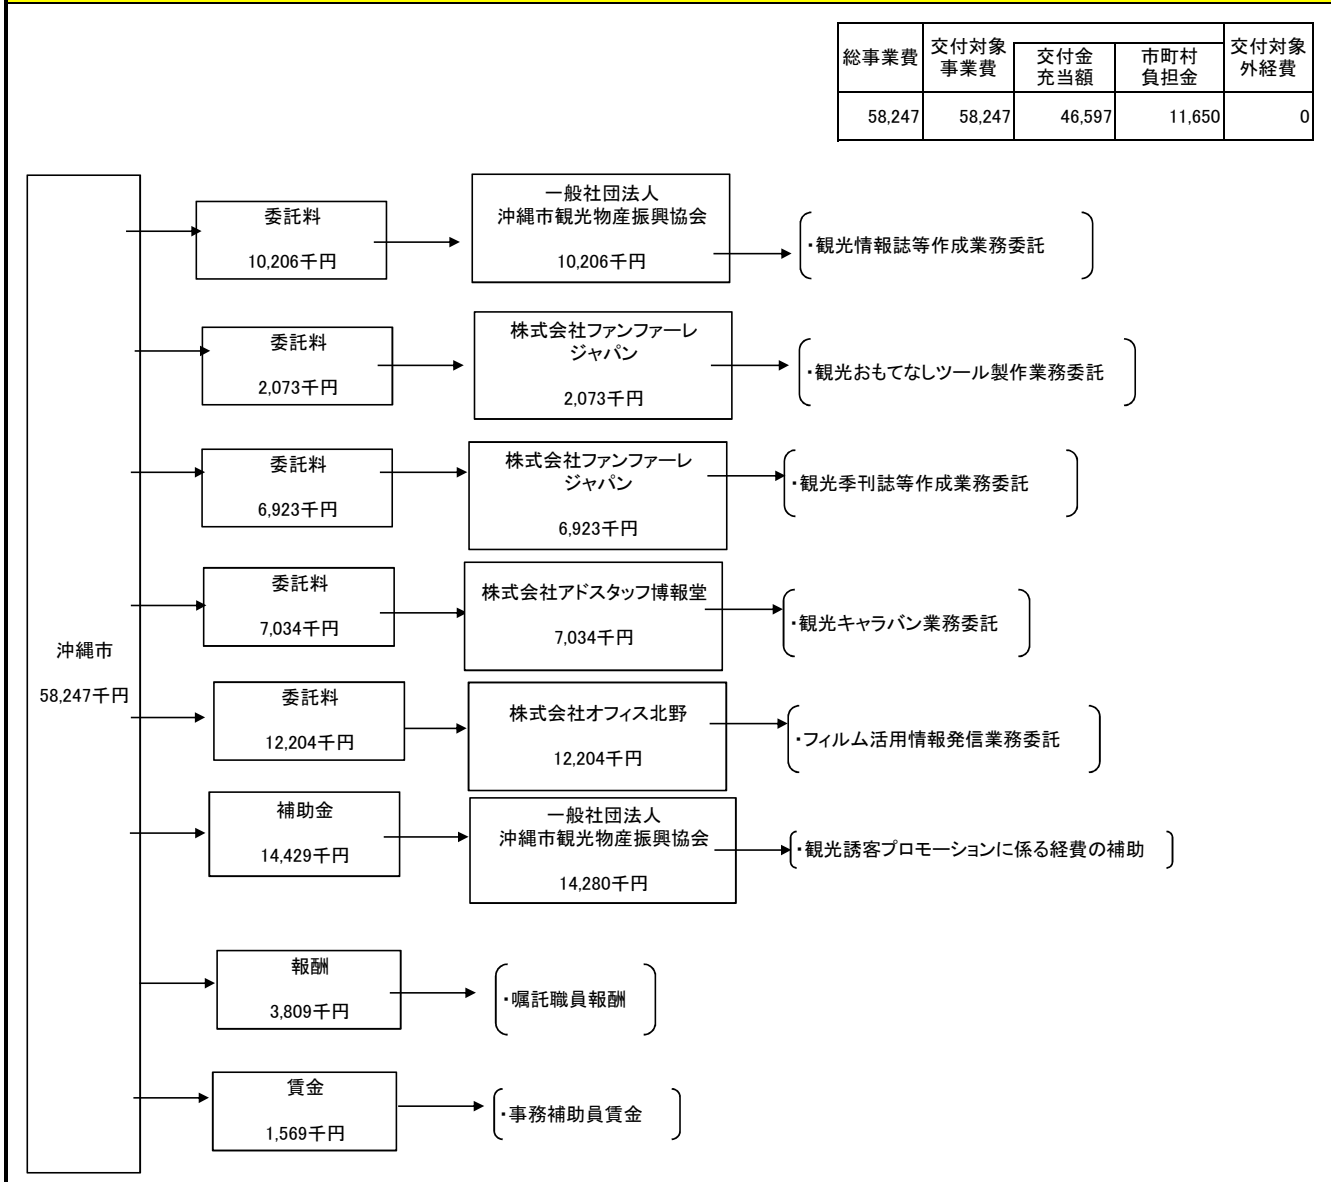 総事業費
交付対象
事業費
交付金
充当額
市町村
負担金
交付対象
外経費
58,247
58,247
46,597
11,650
0
沖縄市
58,247千円
委託料
10,206千円
一般社団法人
沖縄市観光物産振興協会
10,206千円
・観光情報誌等作成業務委託
委託料
2,073千円
株式会社ファンファーレ
ジャパン
2,073千円
・観光おもてなしツール製作業務委託
委託料
6,923千円
株式会社ファンファーレ
ジャパン
6,923千円
・観光季刊誌等作成業務委託
委託料
7,034千円
株式会社アドスタッフ博報堂
7,034千円
・観光キャラバン業務委託
委託料
12,204千円
株式会社オフィス北野
12,204千円
・フィルム活用情報発信業務委託
補助金
14,429千円
一般社団法人
沖縄市観光物産振興協会
14,280千円
・観光誘客プロモーションに係る経費の補助
報酬
3,809千円
・嘱託職員報酬
賃金
1,569千円
・事務補助員賃金